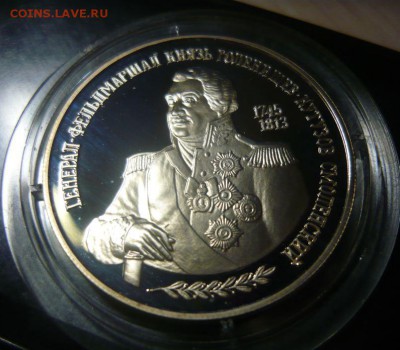 COINS.LAVE.RU
ГЕНЕРАЛ-ФЕЛЬДМАРШАЛ КНЯЗЬ ГОЛЕНИЩЕВ-КУТУЗОВ СМОЛЕНСКИЙ
1745
1813